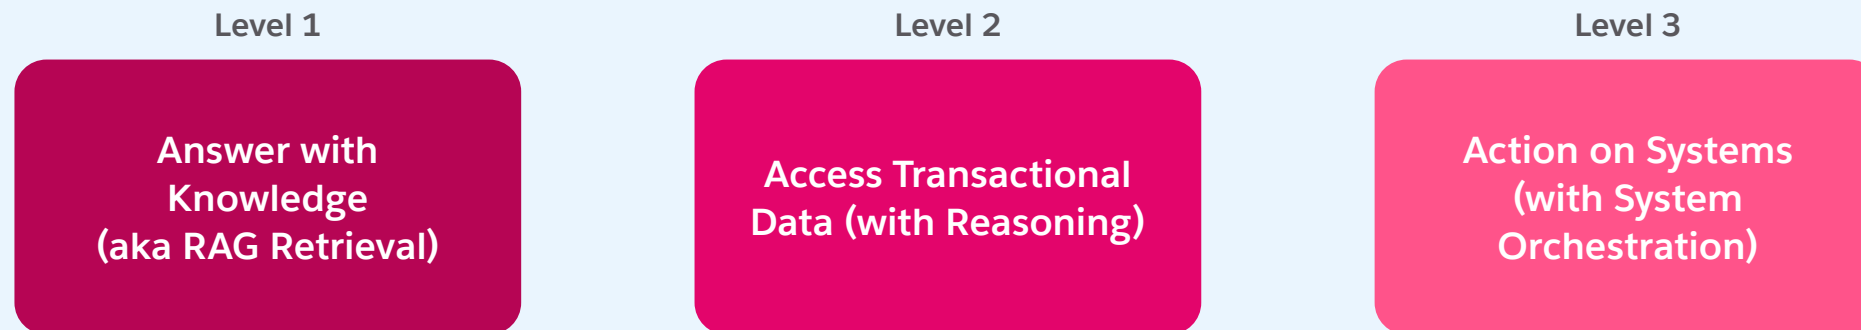 Level 1
Answer with
Knowledge
(aka RAG Retrieval)
Level 2
Access Transactional
Data (with Reasoning)
Level 3
Action on Systems
(with System
Orchestration)